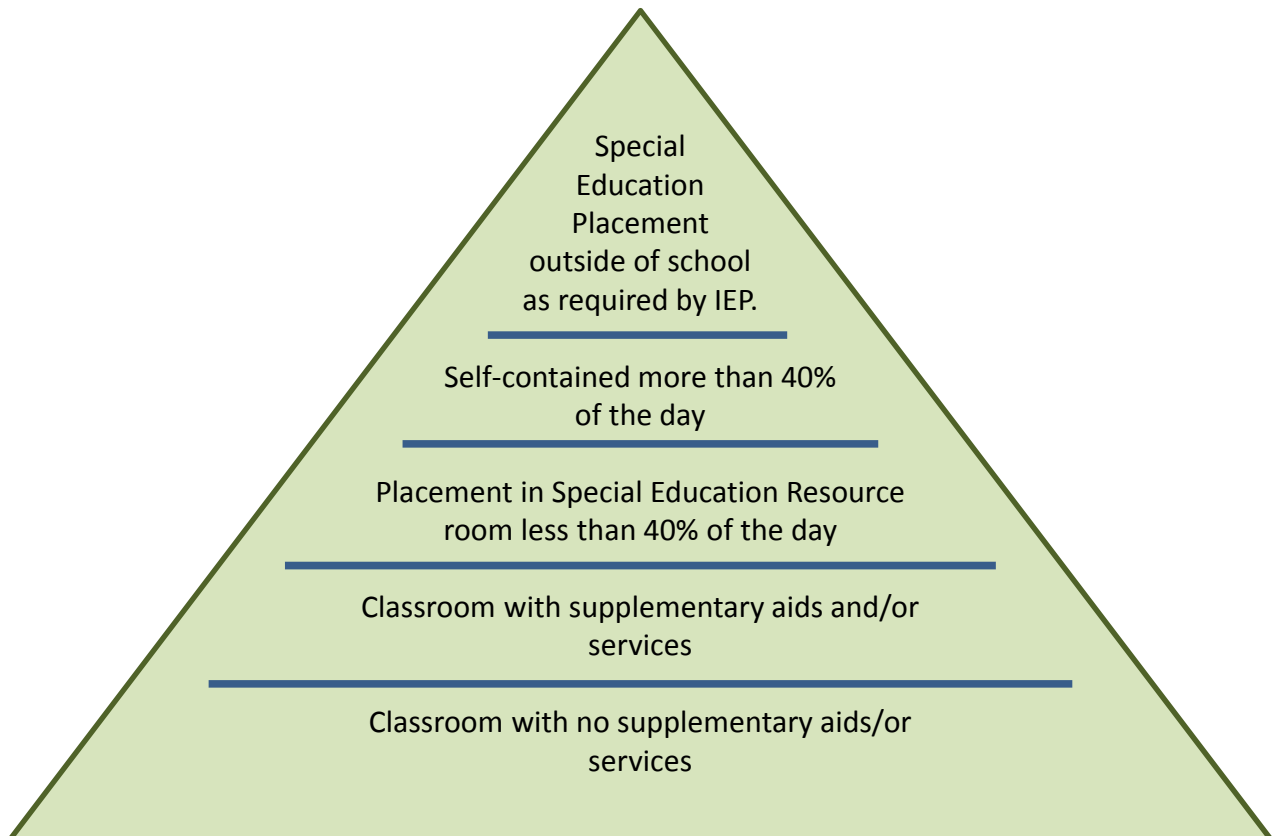 Special
Education
Placement
outside of school
as required by IEP.
Self-contained more than 40%
of the day
Placement in Special Education Resource
room less than 40% of the day
Classroom with supplementary aids and/or
services
Classroom with no supplementary aids/or
services